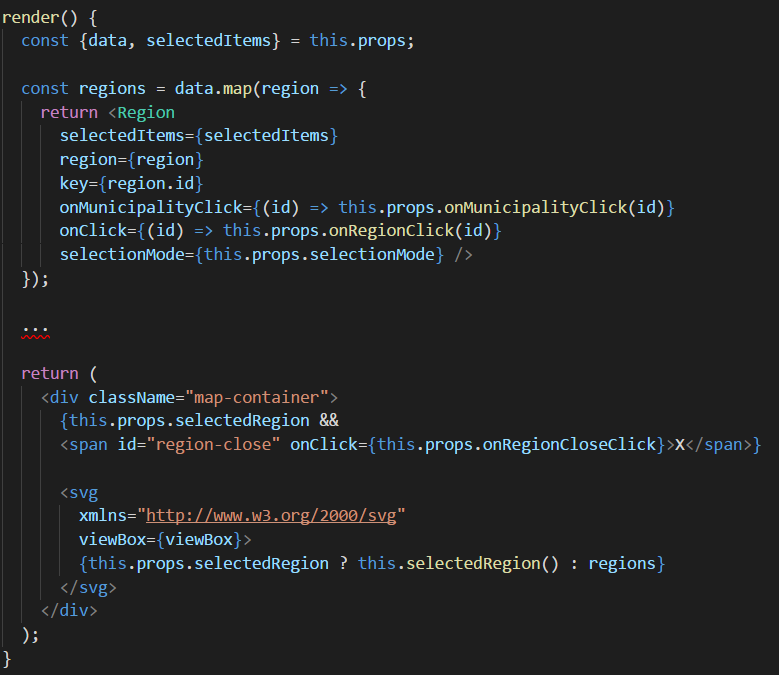 render() {
  const {data, selectedItems} = this.props;

  const regions = data.map(region => {
    return <Region
      selectedItems={selectedItems}
      region={region}
      key={region.id}
      onMunicipalityClick={(id) => this.props.onMunicipalityClick(id)}
      onClick={(id) => this.props.onRegionClick(id)}
      selectionMode={this.props.selectionMode} />
  });

  ...

  return (
    <div className="map-container">
      {this.props.selectedRegion &&
      <span id="region-close" onClick={this.props.onRegionCloseClick}>X</span>}

      <svg
        xmlns="http://www.w3.org/2000/svg"
        viewBox={viewBox}>
        {this.props.selectedRegion ? this.selectedRegion() : regions}
      </svg>
    </div>
  );
}